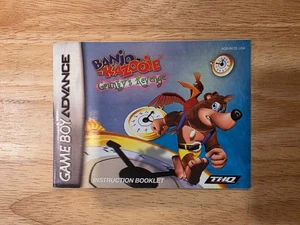 GAME BOY ADVANCE
BANJO
KAZOOIE
Grunty's Revenge
INSTRUCTION BOOKLET
THQ